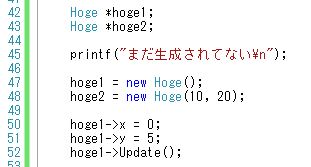 42 Hoge *hoge1;
43 Hoge *hoge2;
44
45 printf("まだ生成されてない¥n");
46
47 hoge1 = new Hoge();
48 hoge2 = new Hoge(10, 20);
49
50 hoge1->x = 0;
51 hoge1->y = 5;
52 hoge1->Update();